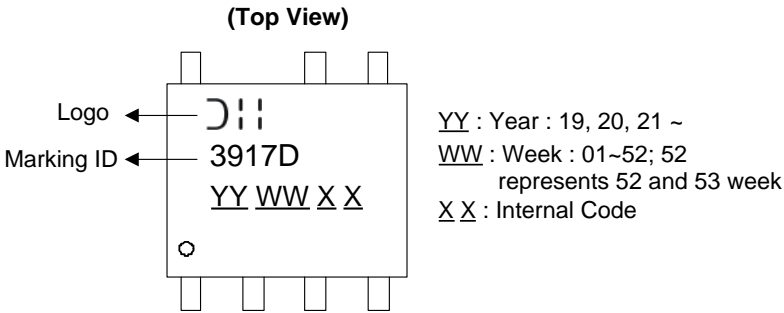 (Top View)
Logo
Marking ID
3917D
YY WW X X
YY : Year : 19, 20, 21 ~
WW : Week : 01~52; 52
represents 52 and 53 week
X X : Internal Code